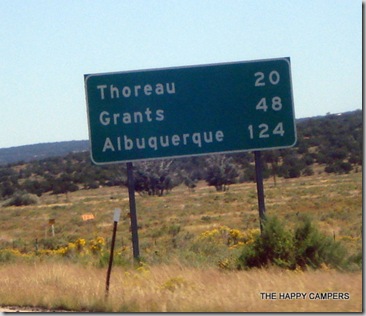 Thoreau 20
Grants 48
Albuquerque 124
THE HAPPY CAMPERS